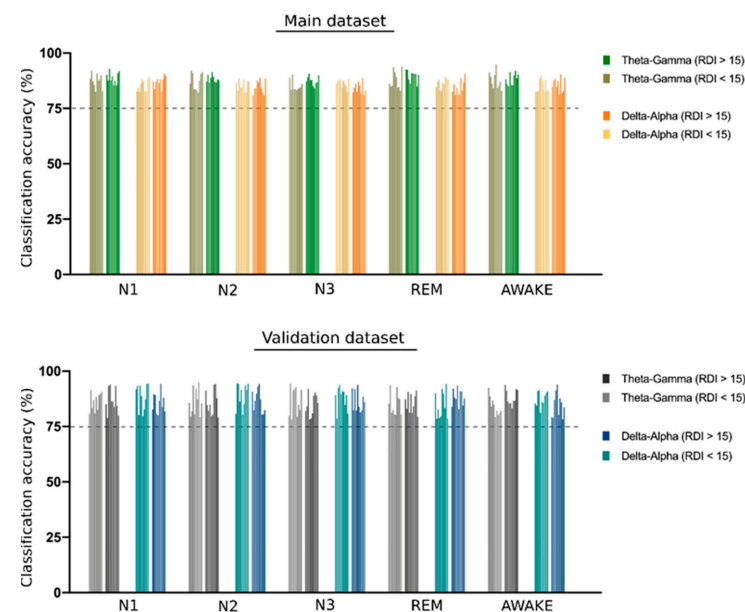 Main dataset
Classification accuracy (%)
100
75
50
25
0
N1 N2 N3 REM AWAKE
Theta-Gamma (RDI > 15)
Theta-Gamma (RDI < 15)
Delta-Alpha (RDI > 15)
Delta-Alpha (RDI < 15)
Validation dataset
Classification accuracy (%)
100
75
50
25
0
N1 N2 N3 REM AWAKE
Theta-Gamma (RDI > 15)
Theta-Gamma (RDI < 15)
Delta-Alpha (RDI > 15)
Delta-Alpha (RDI < 15)